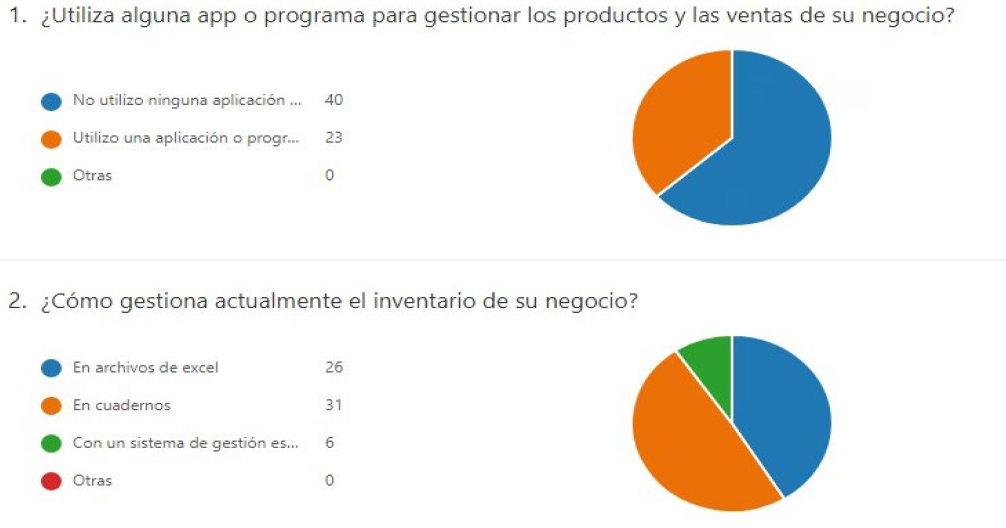 1. ¿Utiliza alguna app o programa para gestionar los productos y las ventas de su negocio?
No utilizo ninguna aplicación ... 40
Utilizo una aplicación o progr... 23
Otras 0
2. ¿Cómo gestiona actualmente el inventario de su negocio?
En archivos de excel 26
En cuadernos 31
Con un sistema de gestión es... 6
Otras 0